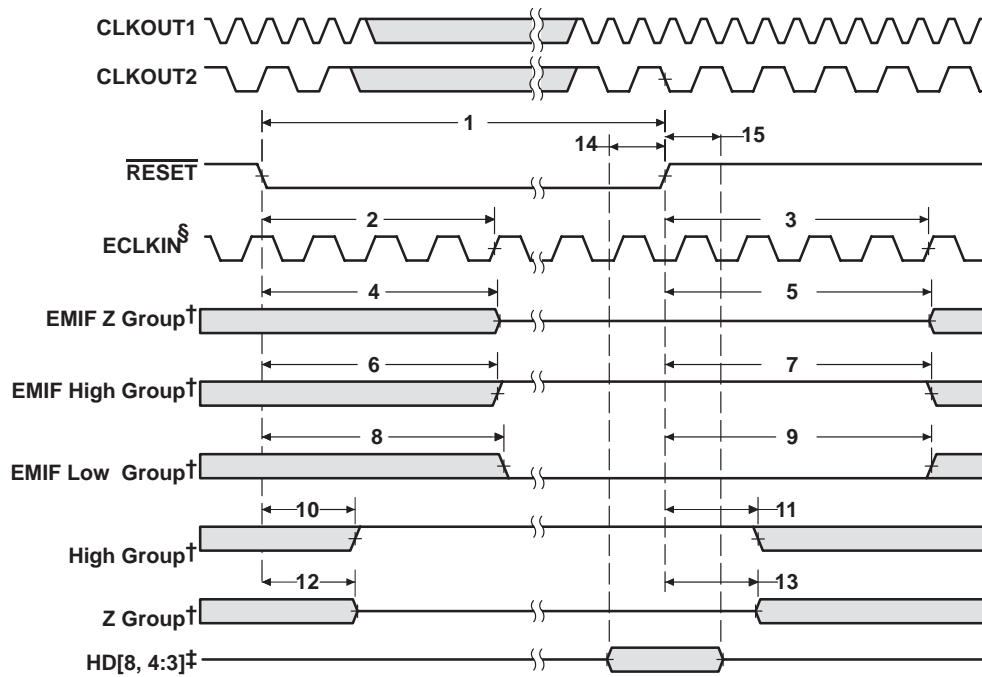 CLKOUT1
CLKOUT2
1
14
15
RESET
2
3
ECLKIN§
4
5
EMIF Z Group†
6
7
EMIF High Group†
8
9
EMIF Low Group†
10
11
High Group†
12
13
Z Group†
HD[8, 4:3]‡